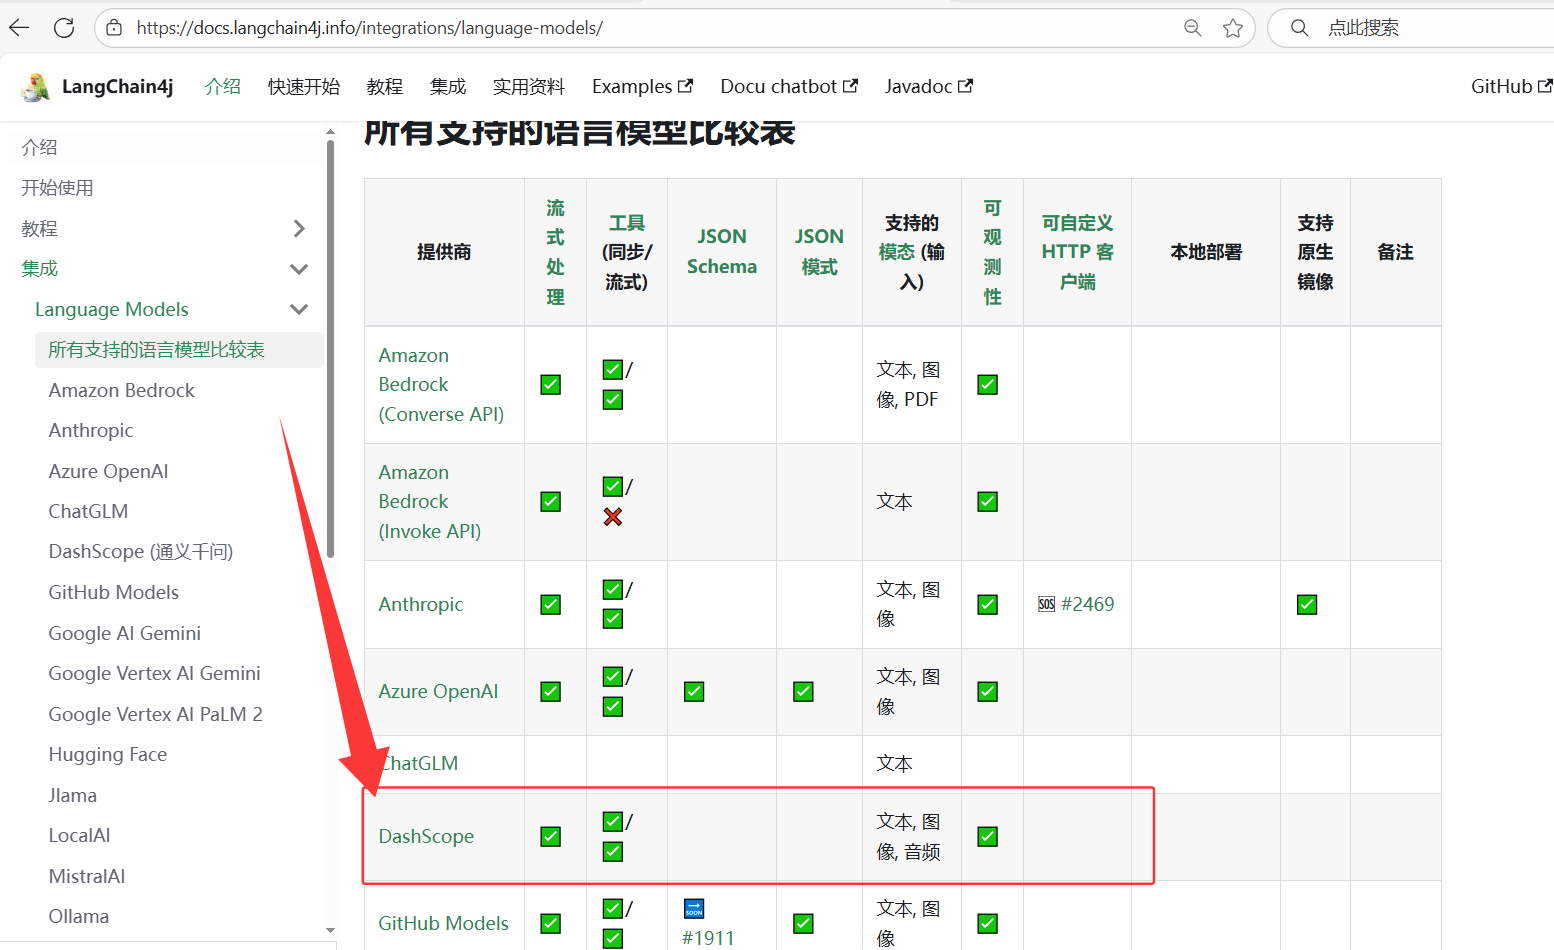 https://docs.langchain4j.info/integrations/language-models/
点此搜索
LangChain4j
介绍
快速开始
教程
集成
实用资料
Examples
Docu chatbot
Javadoc
GitHub
介绍
开始使用
教程
集成
Language Models
所有支持的语言模型比较表
Amazon Bedrock
Anthropic
Azure OpenAI
ChatGLM
DashScope (通义千问)
GitHub Models
Google AI Gemini
Google Vertex AI Gemini
Google Vertex AI PaLM 2
Hugging Face
Jlama
LocalAI
MistralAI
Ollama
所有支持的语言模型比较表
提供商
流
式
处
理
工具
(同步/
流式)
JSON
Schema
JSON
模式
支持的
模态 (输
入)
可
观
测
性
可自定义
HTTP 客
户端
本地部署
支持
原生
镜像
备注
Amazon
Bedrock
(Converse API)
✅
✅/
✅
文本, 图
像, PDF
✅
Amazon
Bedrock
(Invoke API)
✅
✅/
❌
文本
✅
Anthropic
✅
✅/
✅
文本, 图
像
✅
🆘 #2469
✅
Azure OpenAI
✅
✅/
✅
✅
✅
文本, 图
像
✅
ChatGLM
文本
DashScope
✅
✅/
✅
文本, 图
像, 音频
✅
GitHub Models
✅
✅/
✅
🔜
#1911
✅
文本, 图
像
✅